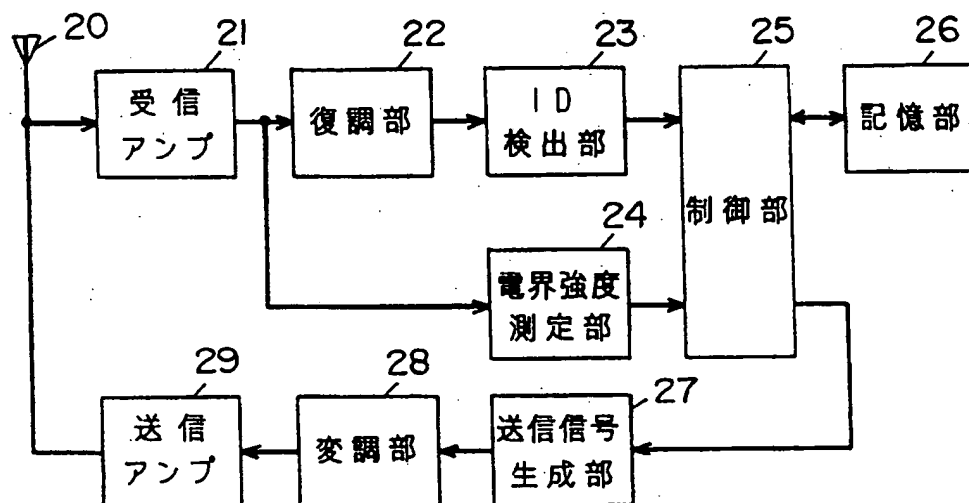 20
21
22
23
25
26
受信
アンプ
復調部
ID
検出部
制御部
記憶部
24
電界強度
測定部
29
28
27
送信
アンプ
変調部
送信信号
生成部